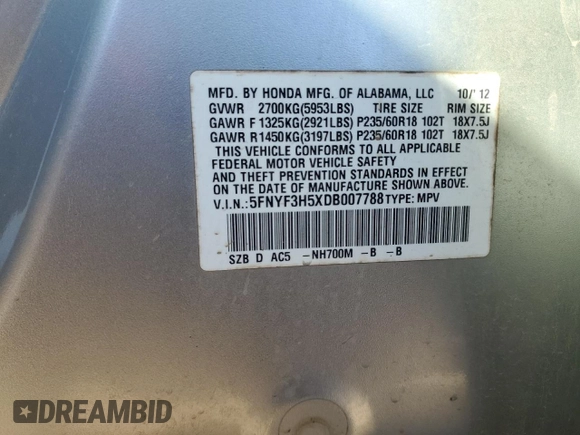 MFD. BY HONDA MFG. OF ALABAMA, LLC 10/'12
GVWR 2700KG(5953LBS) TIRE SIZE RIM SIZE
GAWR F 1325KG(2921LBS) P235/60R18 102T 18X7.5J
GAWR R1450KG(3197LBS) P235/60R18 102T 18X7.5J
THIS VEHICLE CONFORMS TO ALL APPLICABLE
FEDERAL MOTOR VEHICLE SAFETY
AND THEFT PREVENTION STANDARDS IN EFFECT
ON THE DATE OF MANUFACTURE SHOWN ABOVE.
V.I.N.:5FNYF3H5XDB007788 TYPE: MPV
SZB D AC5 -NH700M -B -B
DREAMBID